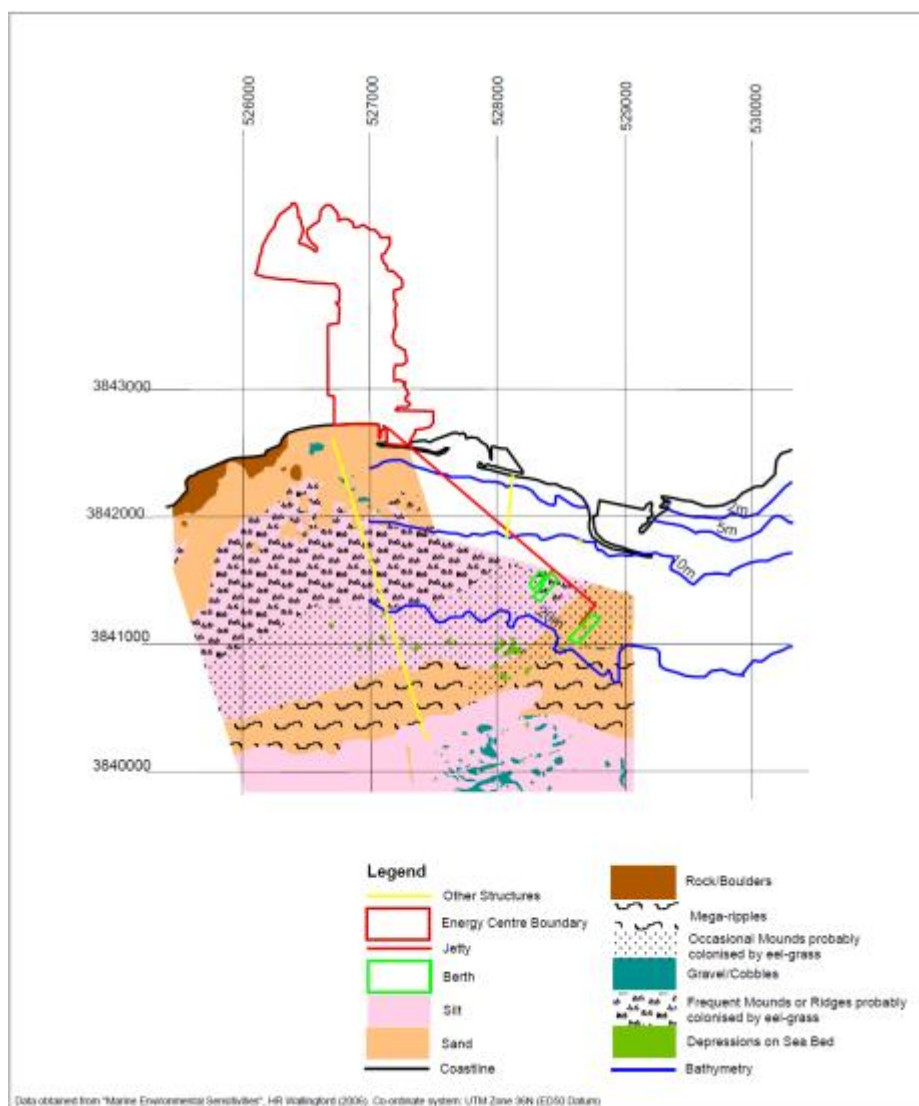 526000
527000
528000
529000
530000
3843000
3842000
3841000
3840000
2m
5m
10m
20m
Legend
Other Structures
Energy Centre Boundary
Jetty
Berth
Silt
Sand
Coastline
Rock/Boulders
Mega-ripples
Occasional Mounds probably
colonised by eel-grass
Gravel/Cobbles
Frequent Mounds or Ridges probably
colonised by eel-grass
Depressions on Sea Bed
Bathymetry
Data obtained from "Marine Environmental Sensitivities", HR Wallingford (2006). Co-ordinate system: UTM Zone 36N (ED50 Datum)